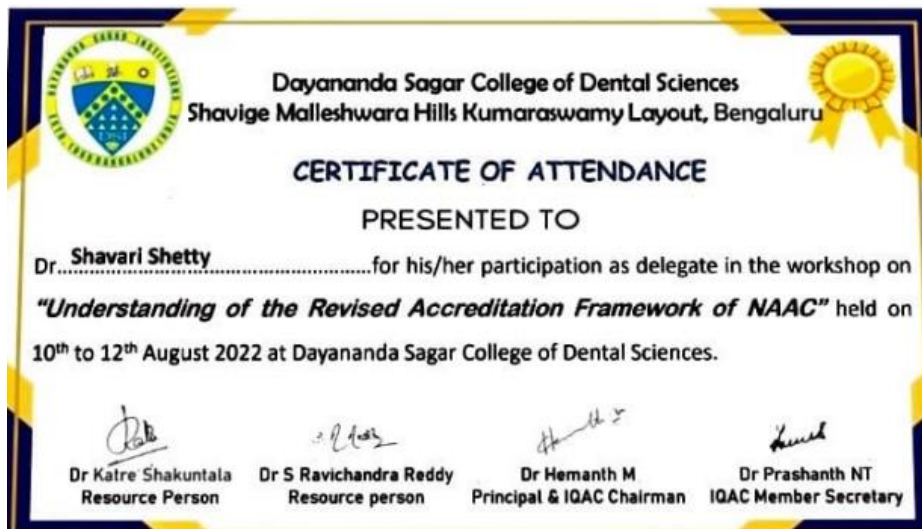 Dayananda Sagar College of Dental Sciences
Shavige Malleshwara Hills Kumaraswamy Layout, Bengaluru
CERTIFICATE OF ATTENDANCE
PRESENTED TO
Dr. Shavari Shetty ..............................for his/her participation as delegate in the workshop on
"Understanding of the Revised Accreditation Framework of NAAC" held on
10th to 12th August 2022 at Dayananda Sagar College of Dental Sciences.
Dr Katre Shakuntala
Resource Person
Dr S Ravichandra Reddy
Resource person
Dr Hemanth M
Principal & IQAC Chairman
Dr Prashanth NT
IQAC Member Secretary